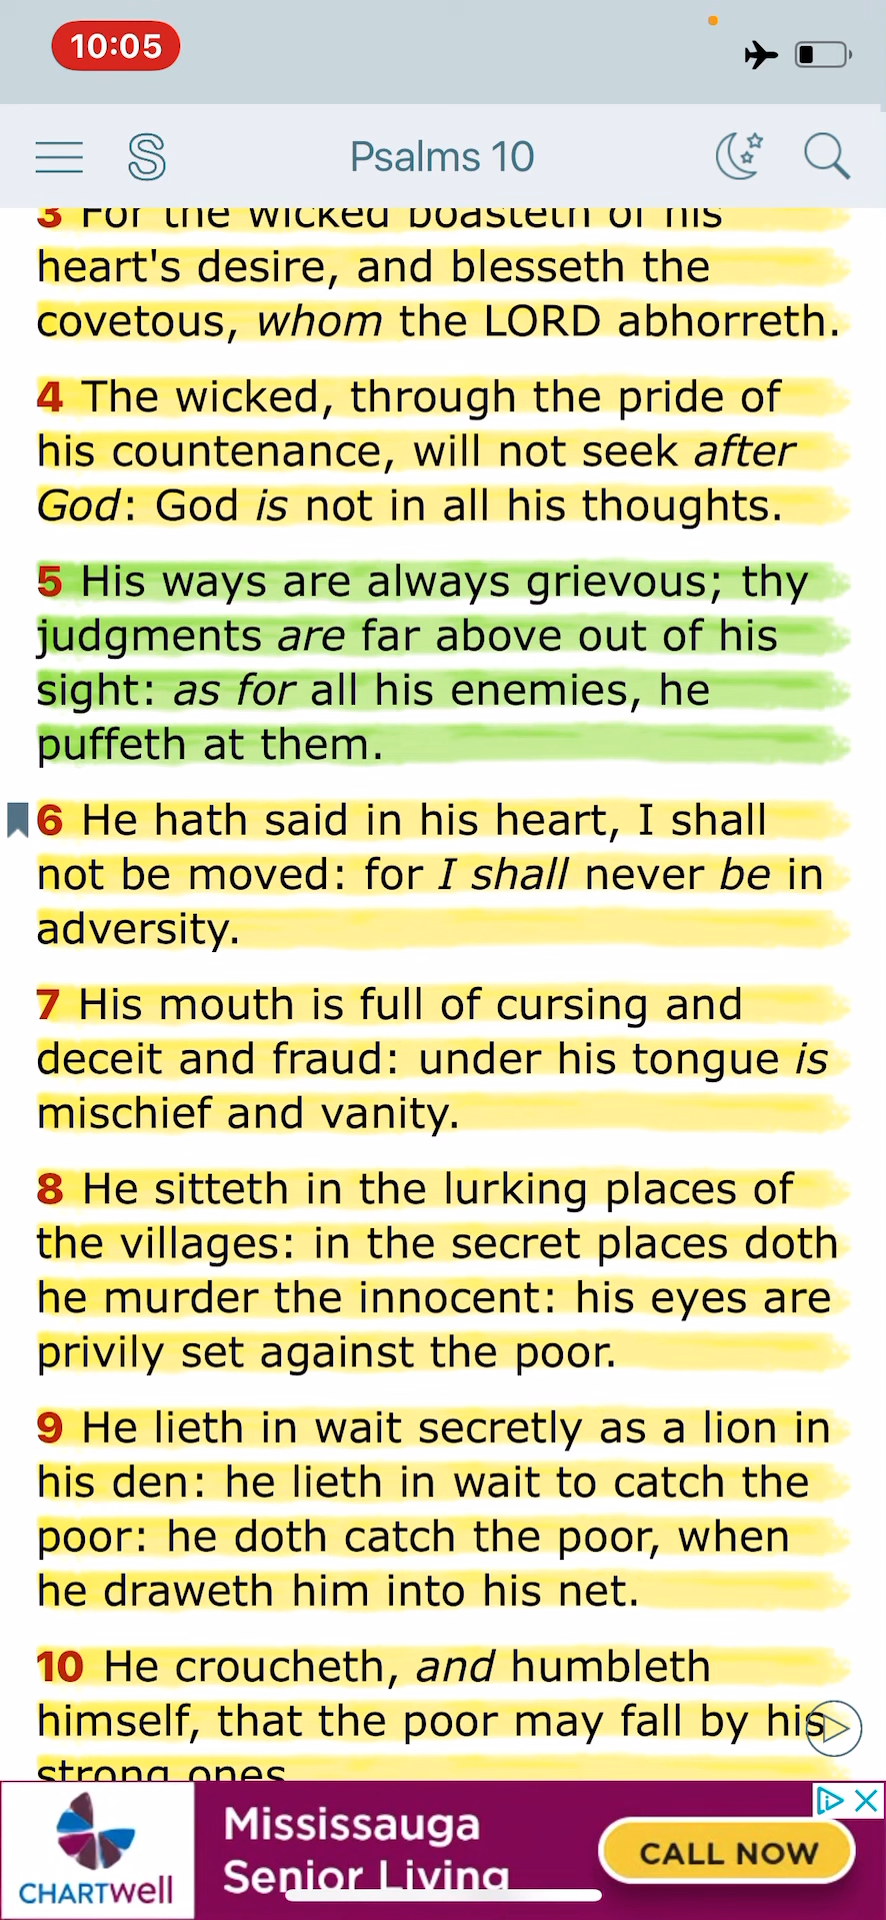 10:05
S
Psalms 10
3 For the wicked boasteth of his
heart's desire, and blesseth the
covetous, whom the LORD abhorreth.
4 The wicked, through the pride of
his countenance, will not seek after
God: God is not in all his thoughts.
5 His ways are always grievous; thy
judgments are far above out of his
sight: as for all his enemies, he
puffeth at them.
6 He hath said in his heart, I shall
not be moved: for I shall never be in
adversity.
7 His mouth is full of cursing and
deceit and fraud: under his tongue is
mischief and vanity.
8 He sitteth in the lurking places of
the villages: in the secret places doth
he murder the innocent: his eyes are
privily set against the poor.
9 He lieth in wait secretly as a lion in
his den: he lieth in wait to catch the
poor: he doth catch the poor, when
he draweth him into his net.
10 He croucheth, and humbleth
himself, that the poor may fall by his
strong ones
CHARTwell
Mississauga
Senior Living
CALL NOW